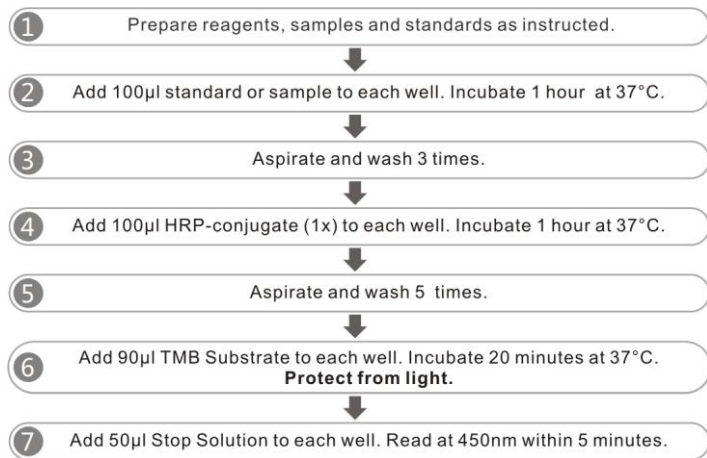 1 Prepare reagents, samples and standards as instructed.
2 Add 100µl standard or sample to each well. Incubate 1 hour at 37°C.
3 Aspirate and wash 3 times.
4 Add 100µl HRP-conjugate (1x) to each well. Incubate 1 hour at 37°C.
5 Aspirate and wash 5 times.
6 Add 90µl TMB Substrate to each well. Incubate 20 minutes at 37°C.
Protect from light.
7 Add 50µl Stop Solution to each well. Read at 450nm within 5 minutes.